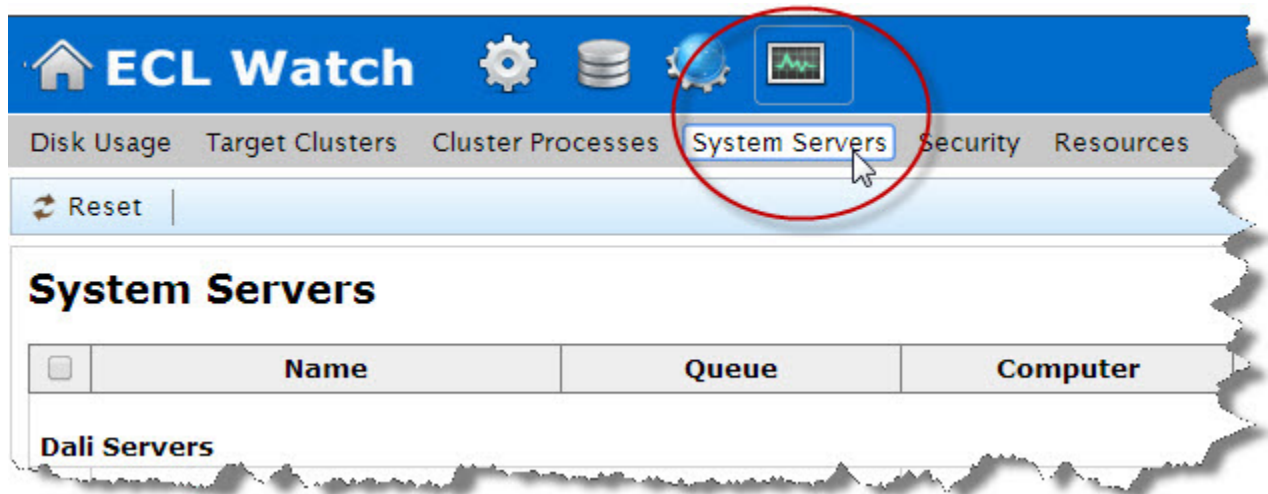 ECL Watch
Disk Usage Target Clusters Cluster Processes System Servers Security Resources
Reset
System Servers
Name Queue Computer
Dali Servers